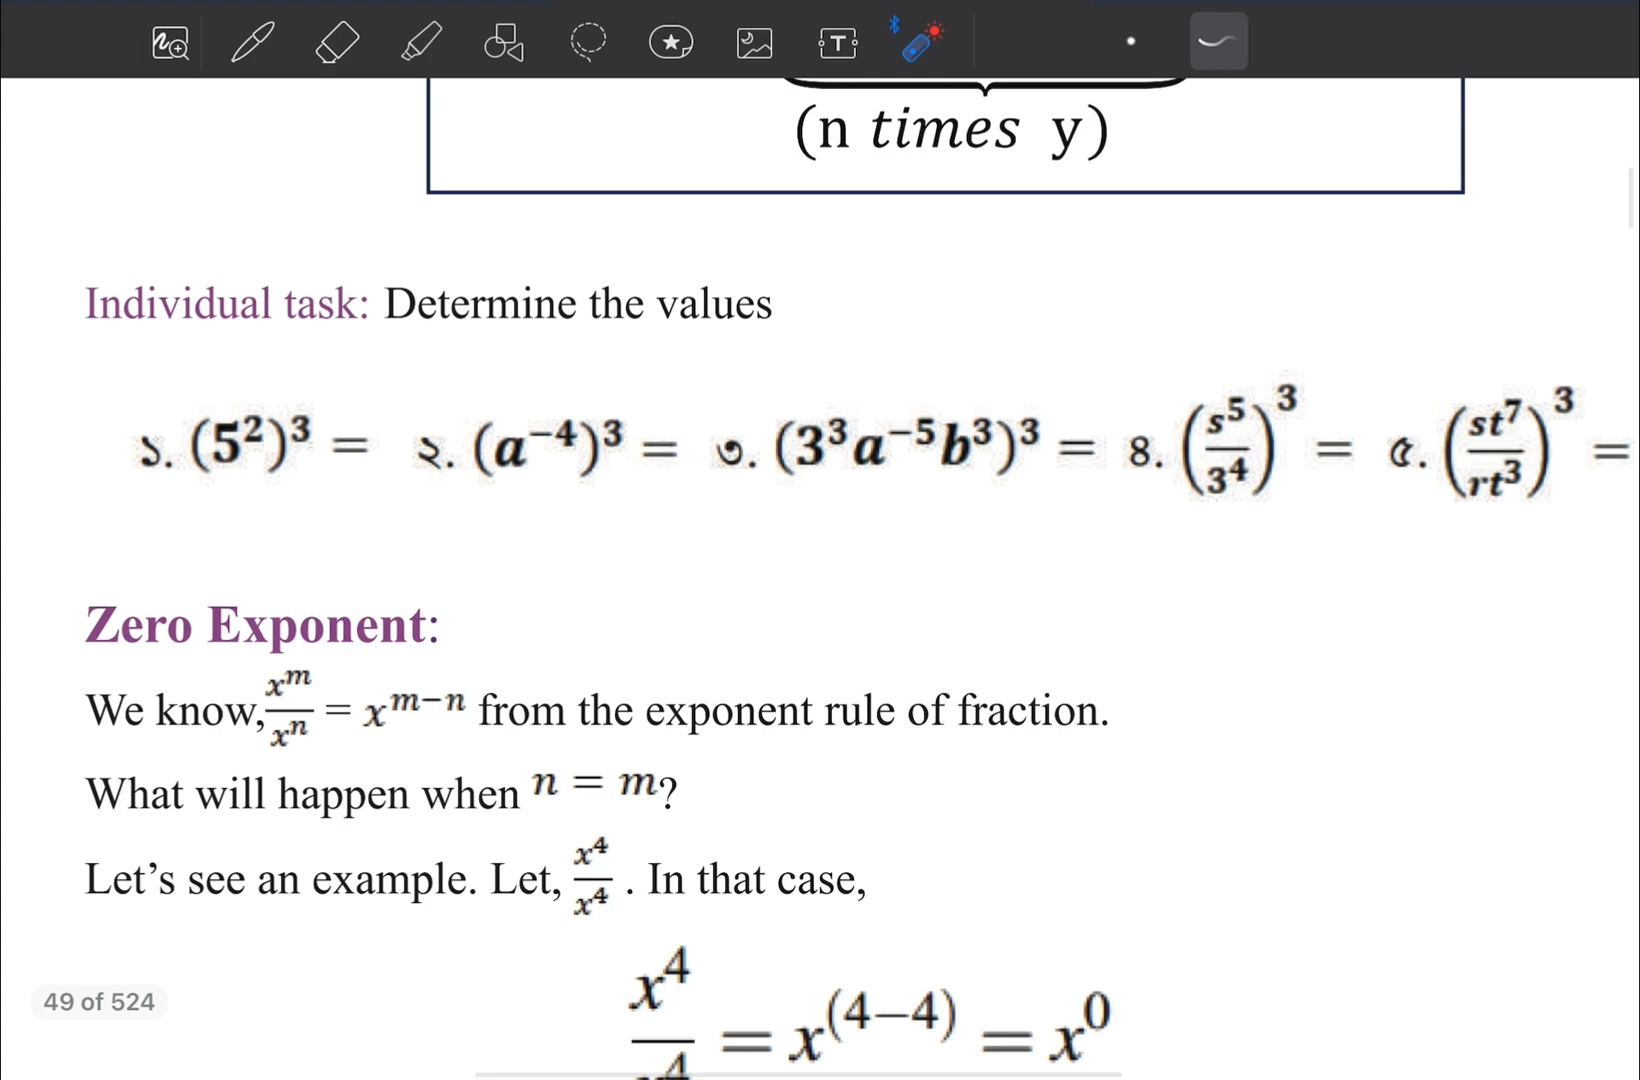 (n times y)
Individual task: Determine the values
১. (5²)³ = ২. (a⁻⁴)³ = ৩. (3³a⁻⁵b³)³ = ৪. (s⁵/3⁴)³ = ৫. (st⁷/rt³)³ =
Zero Exponent:
We know, xᵐ/xⁿ = xᵐ⁻ⁿ from the exponent rule of fraction.
What will happen when n = m?
Let’s see an example. Let, x⁴/x⁴ . In that case,
x⁴/x⁴ = x⁽⁴⁻⁴⁾ = x⁰
49 of 524